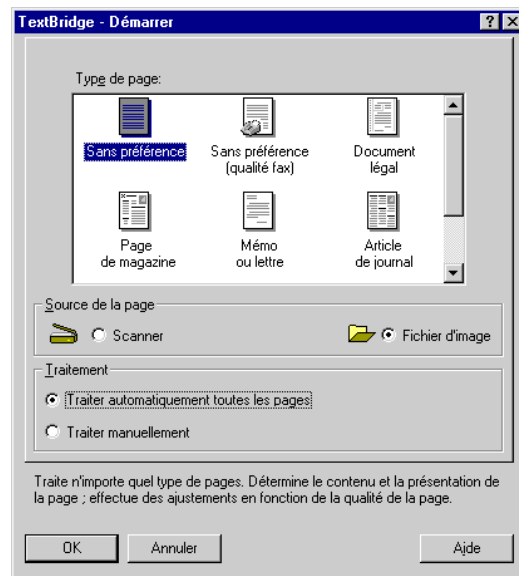 TextBridge - Démarrer
Type de page:
Sans préférence
Sans préférence
(qualité fax)
Document
légal
Page
de magazine
Mémo
ou lettre
Article
de journal
Source de la page
Scanner
Fichier d'image
Traitement
Traiter automatiquement toutes les pages
Traiter manuellement
Traite n'importe quel type de pages. Détermine le contenu et la présentation de
la page ; effectue des ajustements en fonction de la qualité de la page.
OK
Annuler
Aide